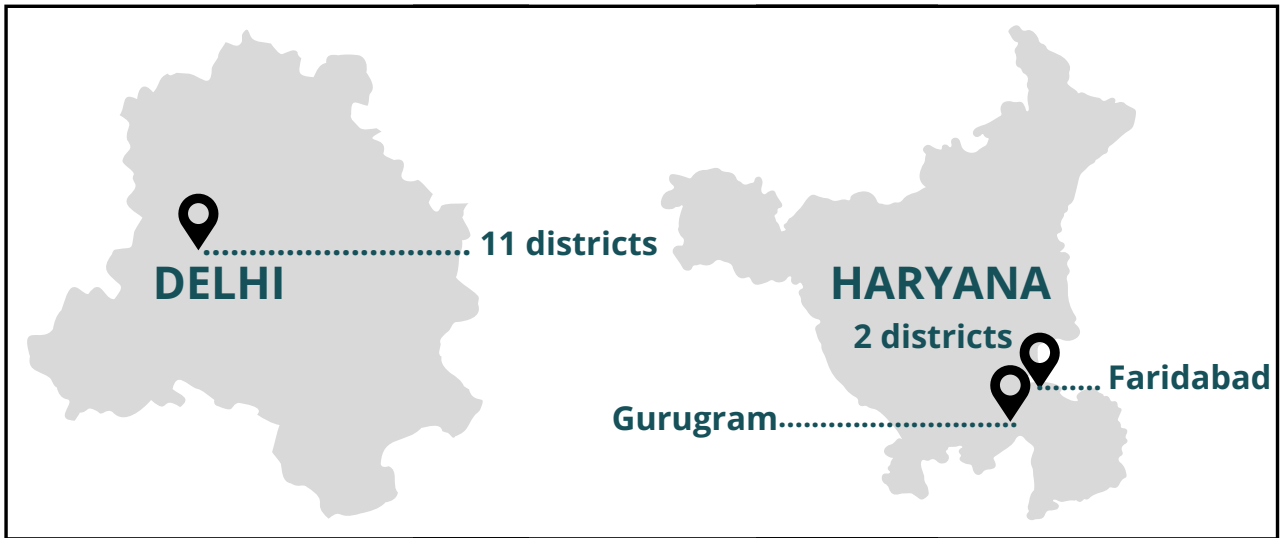 11 districts
DELHI
HARYANA
2 districts
Faridabad
Gurugram